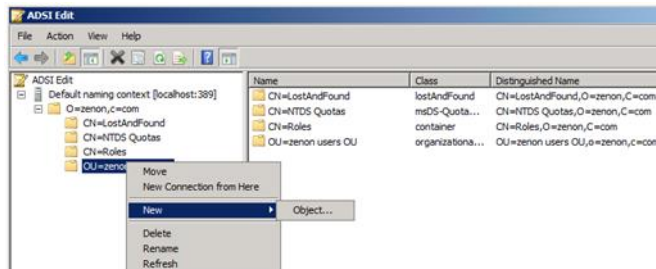 ADSI Edit
File Action View Help
ADSI Edit
Default naming context [localhost:389]
O=zenon,c=com
CN=LostAndFound
CN=NTDS Quotas
CN=Roles
OU=zenon
Move
New Connection from Here
New
Object...
Delete
Rename
Refresh
Name Class Distinguished Name
CN=LostAndFound lostAndFound CN=LostAndFound,O=zenon,C=com
CN=NTDS Quotas msDS-Quota... CN=NTDS Quotas,O=zenon,C=com
CN=Roles container CN=Roles,O=zenon,C=com
OU=zenon users OU organizationa... OU=zenon users OU,o=zenon,c=com